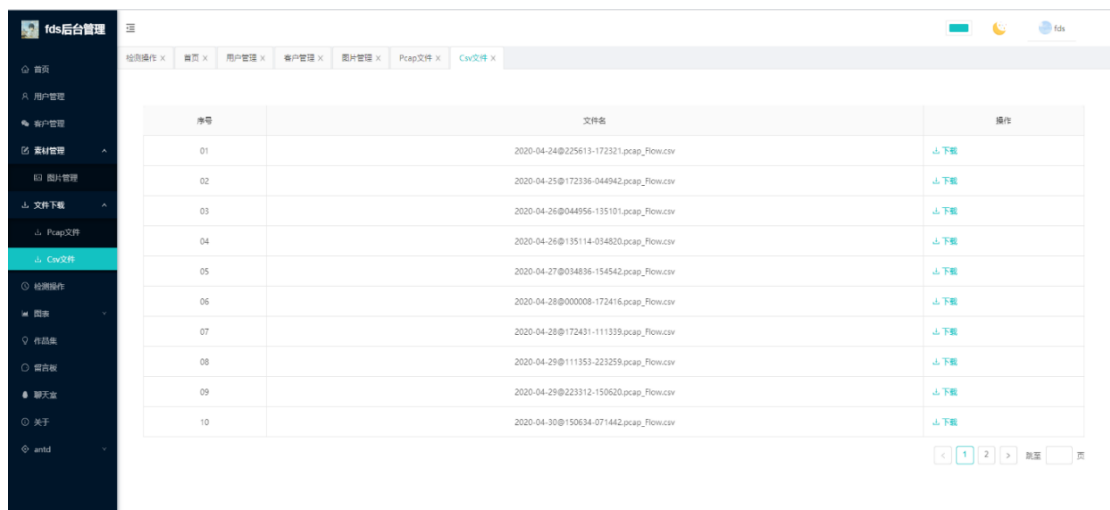 fds后台管理
fds
检测操作 × 首页 × 用户管理 × 客户管理 × 图片管理 × Pcap文件 × Csv文件 ×
首页
用户管理
客户管理
素材管理
图片管理
文件下载
Pcap文件
Csv文件
检测操作
图表
作品集
留言板
聊天室
关于
antd
序号 文件名 操作
01 2020-04-24@225613-172321.pcap_Flow.csv 下载
02 2020-04-25@172336-044942.pcap_Flow.csv 下载
03 2020-04-26@044956-135101.pcap_Flow.csv 下载
04 2020-04-26@135114-034820.pcap_Flow.csv 下载
05 2020-04-27@034836-154542.pcap_Flow.csv 下载
06 2020-04-28@000008-172416.pcap_Flow.csv 下载
07 2020-04-28@172431-111339.pcap_Flow.csv 下载
08 2020-04-29@111353-223259.pcap_Flow.csv 下载
09 2020-04-29@223312-150620.pcap_Flow.csv 下载
10 2020-04-30@150634-071442.pcap_Flow.csv 下载
< 1 2 > 跳至 页